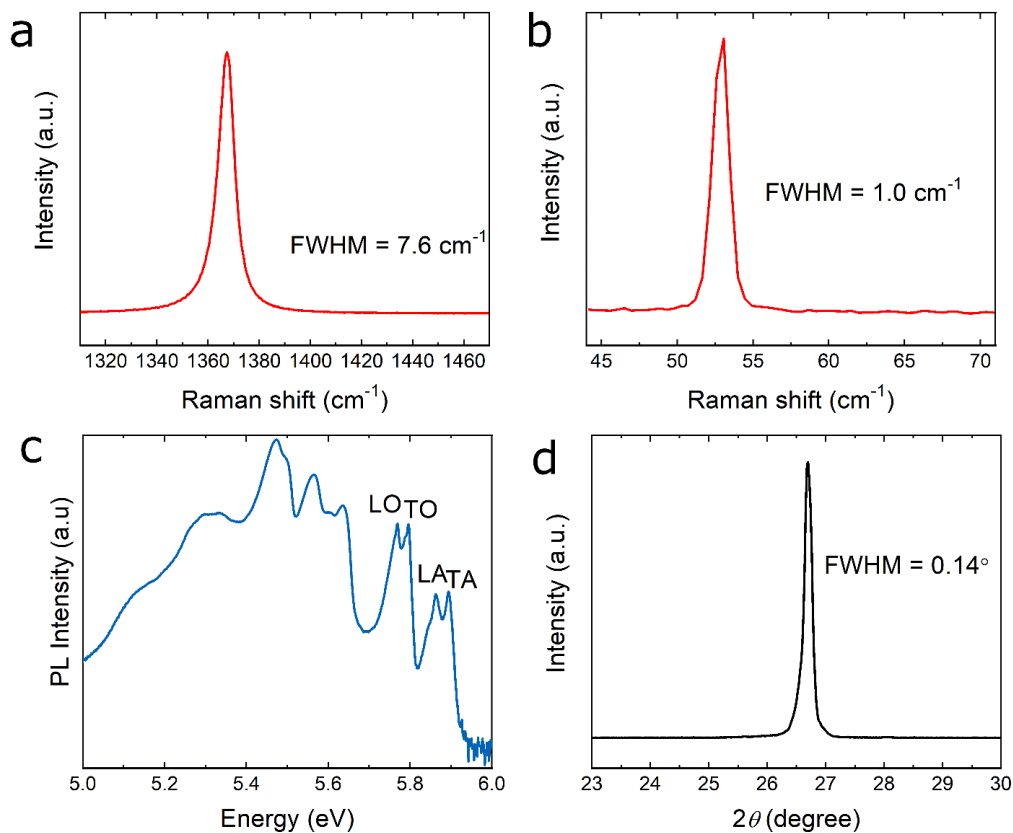 a
Intensity (a.u.)
FWHM = 7.6 cm⁻¹
1320 1340 1360 1380 1400 1420 1440 1460
Raman shift (cm⁻¹)
b
Intensity (a.u.)
FWHM = 1.0 cm⁻¹
45 50 55 60 65 70
Raman shift (cm⁻¹)
c
PL Intensity (a.u)
LO TO
LA TA
5.0 5.2 5.4 5.6 5.8 6.0
Energy (eV)
d
Intensity (a.u.)
FWHM = 0.14°
23 24 25 26 27 28 29 30
2θ (degree)